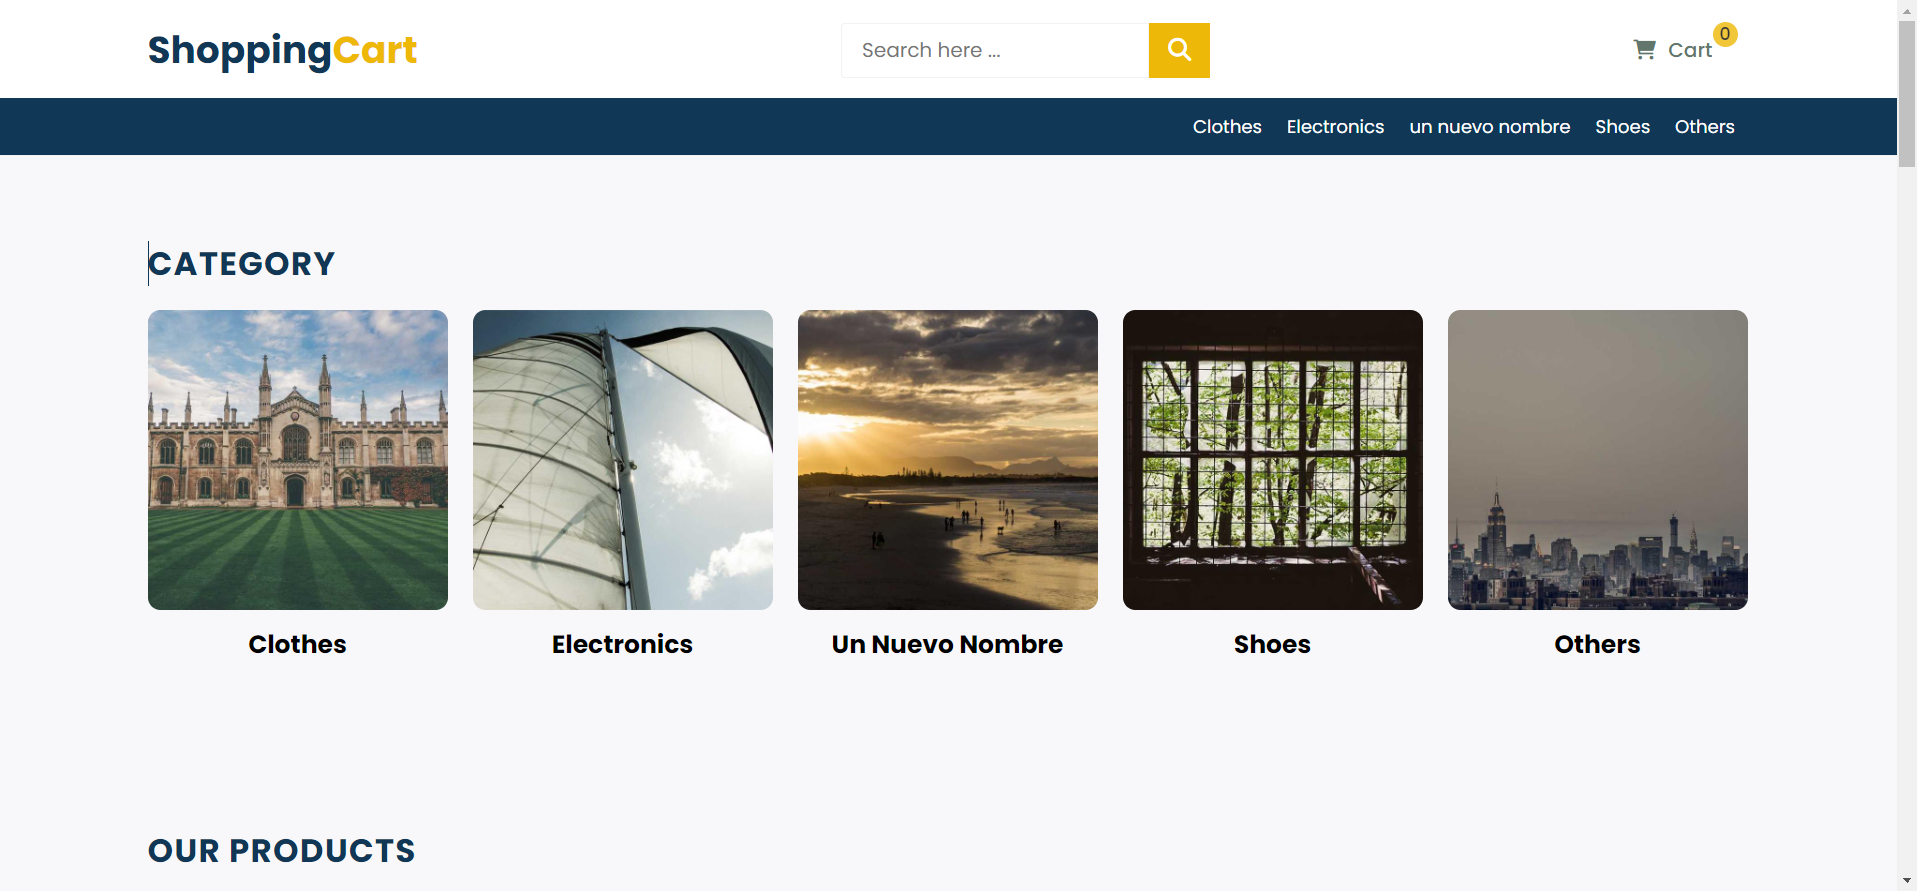 ShoppingCart
Search here ...
Cart
0
Clothes Electronics un nuevo nombre Shoes Others
CATEGORY
Clothes
Electronics
Un Nuevo Nombre
Shoes
Others
OUR PRODUCTS